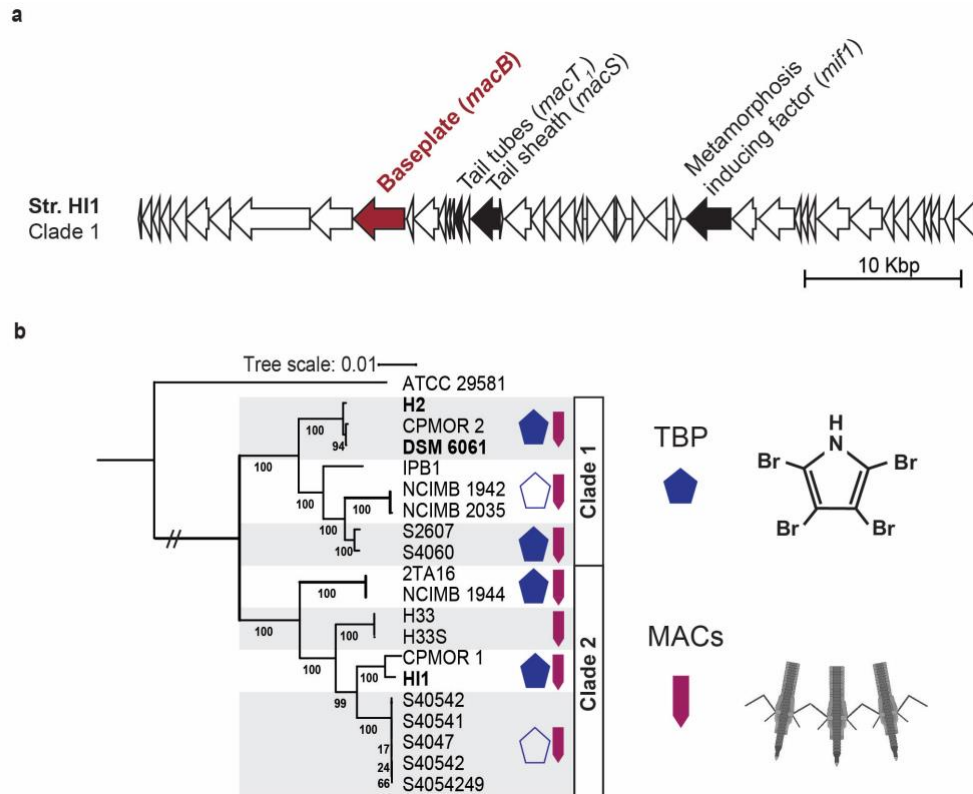 a
Baseplate (macB)
Tail tubes (macT1)
Tail sheath (macS)
Metamorphosis
inducing factor (mif1)
Str. HI1
Clade 1
10 Kbp
b
Tree scale: 0.01
ATCC 29581
H2
100
CPMOR 2
94
DSM 6061
100
IPB1
NCIMB 1942
100
100
NCIMB 2035
S2607
100
S4060
Clade 1
2TA16
100
NCIMB 1944
100
H33
100
H33S
100
CPMOR 1
100
HI1
99
S40542
100
S40541
17
S4047
24
S40542
66
S4054249
Clade 2
TBP
H
N
Br
Br
Br
Br
MACs